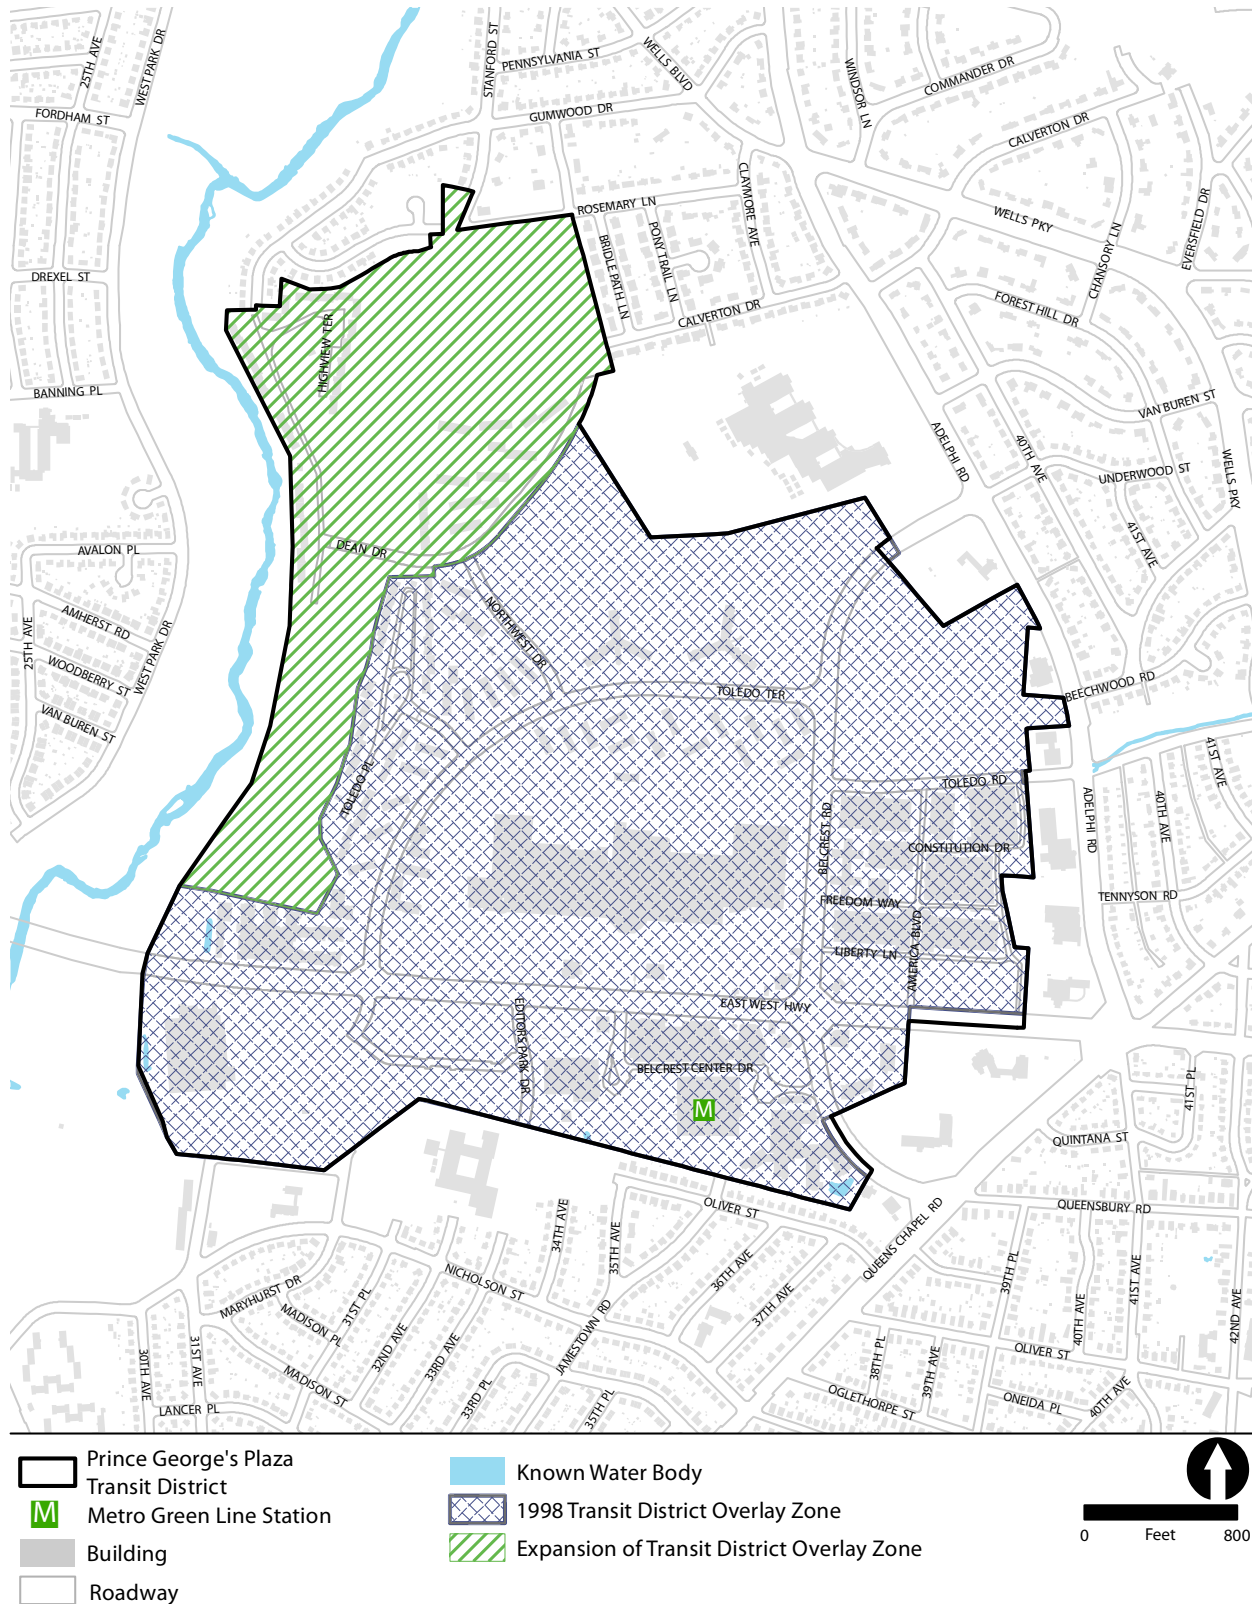 25TH AVE
WEST PARK DR
STANFORD ST
PENNSYLVANIA ST
WELLS BLVD
WINDSOR LN
COMMANDER DR
FORDHAM ST
GUMWOOD DR
CALVERTON DR
CLAYMORE AVE
ROSEMARY LN
PONY TRAIL LN
BRIDLE PATH LN
WELLS PKY
CHANSORY LN
EVERSFIELD DR
DREXEL ST
HIGHVIEW TER
CALVERTON DR
FOREST HILL DR
BANNING PL
VAN BUREN ST
ADELPHI RD
40TH AVE
UNDERWOOD ST
WELLS PKY
AVALON PL
DEAN DR
41ST AVE
AMHERST RD
NORTHWEST DR
25TH AVE
WOODBERRY ST
WEST PARK DR
VAN BUREN ST
TOLEDO TER
BEECHWOOD RD
41ST AVE
TOLEDO PL
TOLEDO RD
BELCREST RD
ADELPHI RD
40TH AVE
CONSTITUTION DR
FREEDOM WAY
TENNYSON RD
LIBERTY LN
AMERICA BLVD
EAST WEST HWY
EDITORS PARK DR
BELCREST CENTER DR
M
41ST PL
QUINTANA ST
OLIVER ST
QUEENSBURY RD
QUEENS CHAPEL RD
34TH AVE
35TH AVE
36TH AVE
37TH AVE
39TH PL
40TH AVE
41ST AVE
42ND AVE
NICHOLSON ST
MARYHURST DR
MADISON PL
31ST PL
32ND AVE
33RD AVE
JAMESTOWN RD
31ST AVE
30TH AVE
MADISON ST
33RD PL
35TH PL
38TH PL
39TH AVE
OLIVER ST
OGLETHORPE ST
ONEIDA PL
40TH AVE
LANCER PL
Prince George's Plaza
Transit District
M Metro Green Line Station
Building
Roadway
Known Water Body
1998 Transit District Overlay Zone
Expansion of Transit District Overlay Zone
0 Feet 800